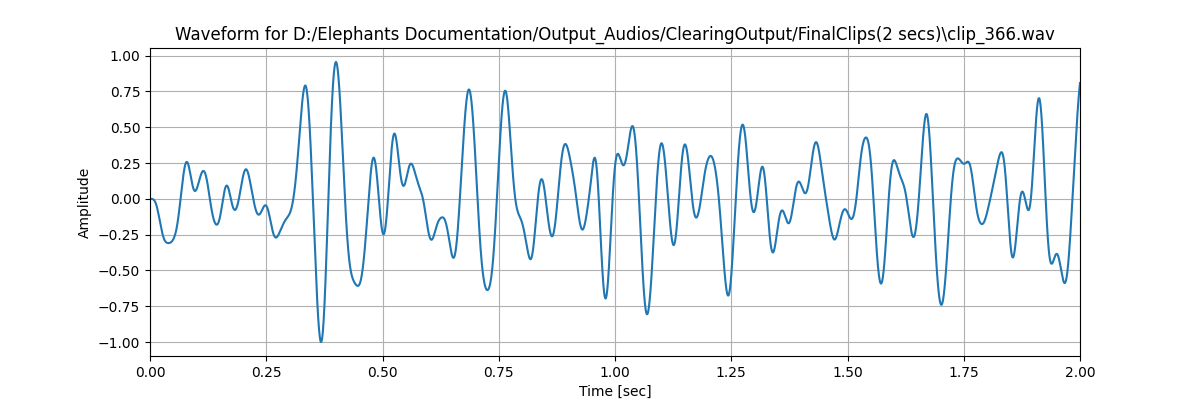 Waveform for D:/Elephants Documentation/Output_Audios/ClearingOutput/FinalClips(2 secs)\clip_366.wav
1.00
0.75
0.50
0.25
0.00
−0.25
−0.50
−0.75
−1.00
Amplitude
0.00 0.25 0.50 0.75 1.00 1.25 1.50 1.75 2.00
Time [sec]